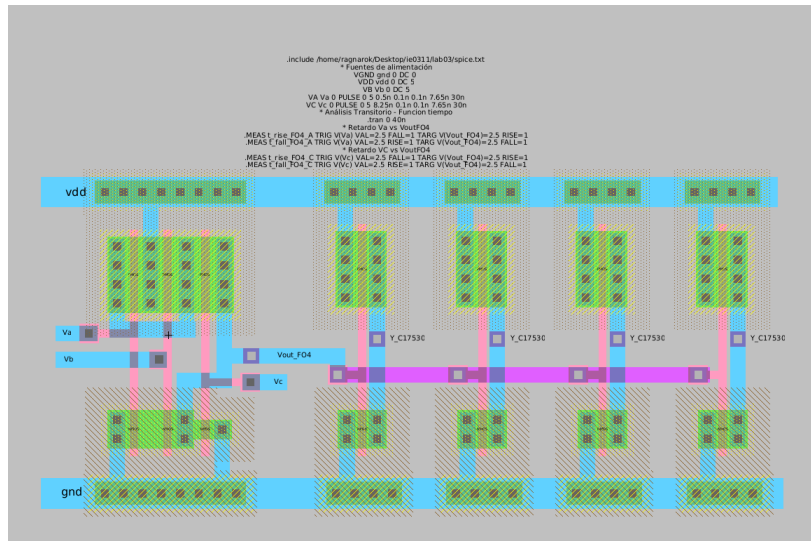 .include /home/ragnarok/Desktop/ie0311/lab03/spice.txt
* Fuentes de alimentación
VGND gnd 0 DC 0
VDD vdd 0 DC 5
VB Vb 0 DC 5
VA Va 0 PULSE 0 5 0.5n 0.1n 0.1n 7.65n 30n
VC Vc 0 PULSE 0 5 8.25n 0.1n 0.1n 7.65n 30n
* Análisis Transitorio - Funcion tiempo
.tran 0 40n
* Retardo Va vs VoutFO4
.MEAS t_rise_FO4_A TRIG V(Va) VAL=2.5 FALL=1 TARG V(Vout_FO4)=2.5 RISE=1
.MEAS t_fall_FO4_A TRIG V(Va) VAL=2.5 RISE=1 TARG V(Vout_FO4)=2.5 FALL=1
* Retardo VC vs VoutFO4
.MEAS t_rise_FO4_C TRIG V(Vc) VAL=2.5 FALL=1 TARG V(Vout_FO4)=2.5 RISE=1
.MEAS t_fall_FO4_C TRIG V(Vc) VAL=2.5 RISE=1 TARG V(Vout_FO4)=2.5 FALL=1
vdd
Va
Y_C17530
Y_C17530
Y_C17530
Y_C17530
Vb
Vout_FO4
Vc
gnd